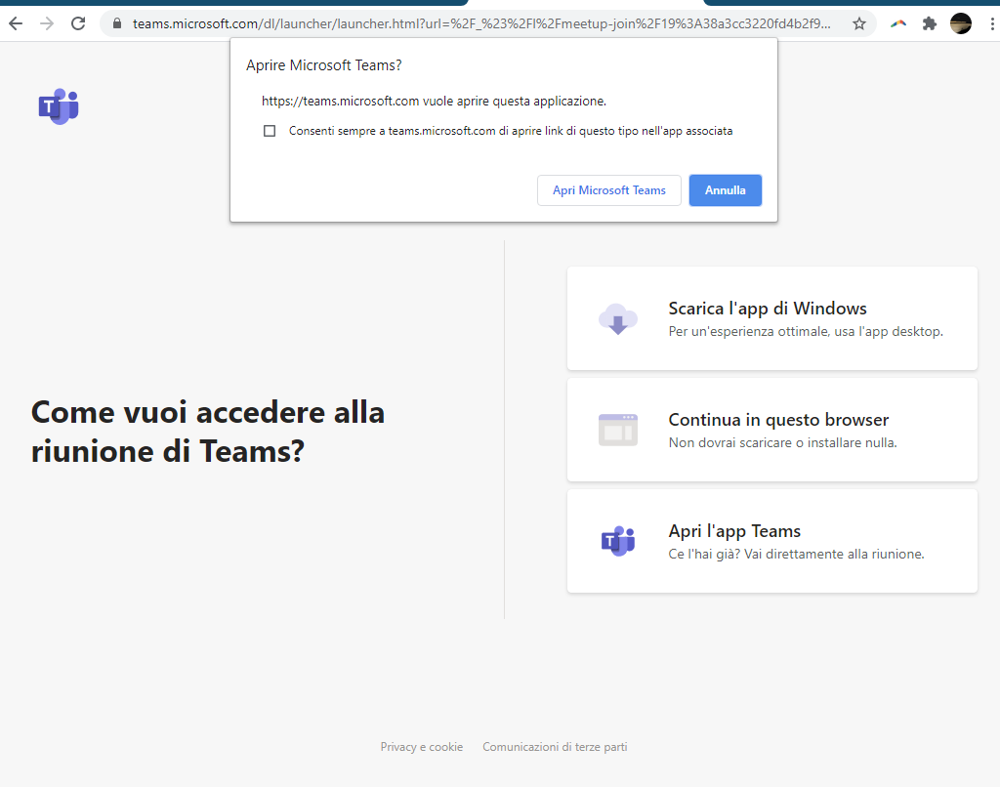 teams.microsoft.com/dl/launcher/launcher.html?url=%2F_%23%2Fl%2Fmeetup-join%2F19%3A38a3cc3220fd4b2f9...
Aprire Microsoft Teams?
https://teams.microsoft.com vuole aprire questa applicazione.
Consenti sempre a teams.microsoft.com di aprire link di questo tipo nell'app associata
Apri Microsoft Teams
Annulla
T
Come vuoi accedere alla
riunione di Teams?
Scarica l'app di Windows
Per un'esperienza ottimale, usa l'app desktop.
Continua in questo browser
Non dovrai scaricare o installare nulla.
T
Apri l'app Teams
Ce l'hai già? Vai direttamente alla riunione.
Privacy e cookie
Comunicazioni di terze parti